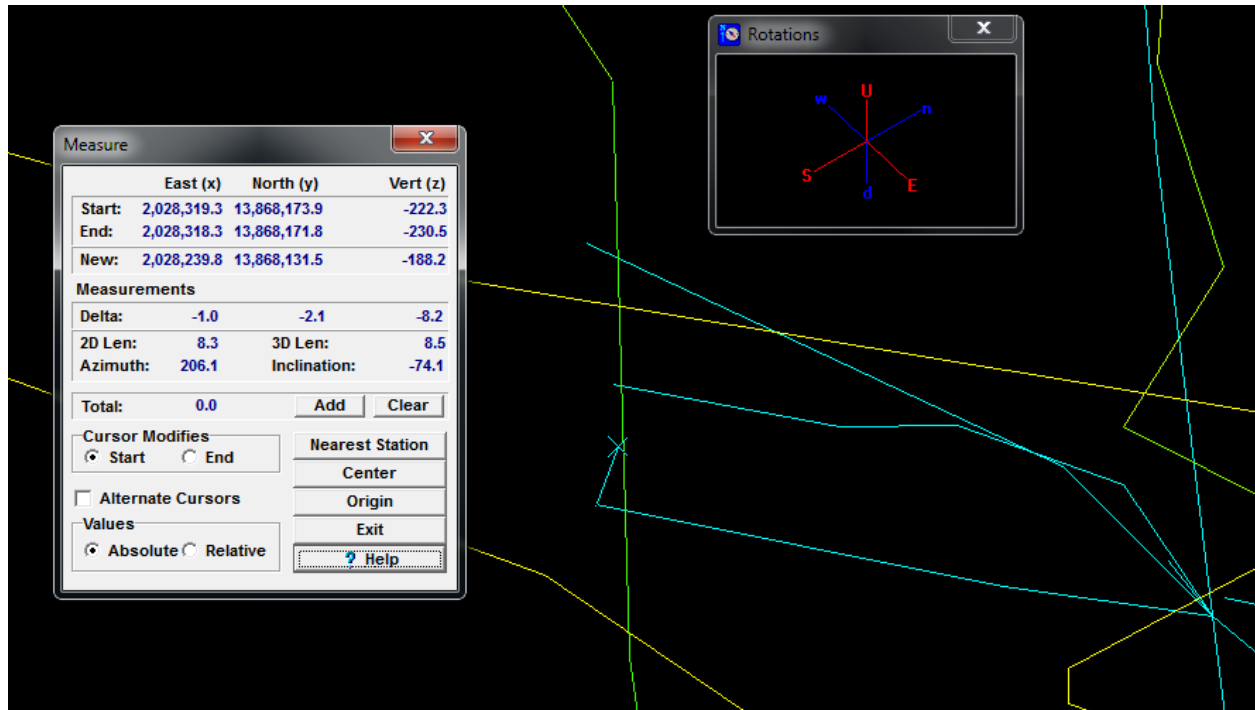 Rotations
U
w
n
S
E
d
Measure
East (x) North (y) Vert (z)
Start: 2,028,319.3 13,868,173.9 -222.3
End: 2,028,318.3 13,868,171.8 -230.5
New: 2,028,239.8 13,868,131.5 -188.2
Measurements
Delta: -1.0 -2.1 -8.2
2D Len: 8.3 3D Len: 8.5
Azimuth: 206.1 Inclination: -74.1
Total: 0.0 Add Clear
Cursor Modifies
Start End
Alternate Cursors
Values
Absolute Relative
Nearest Station
Center
Origin
Exit
? Help